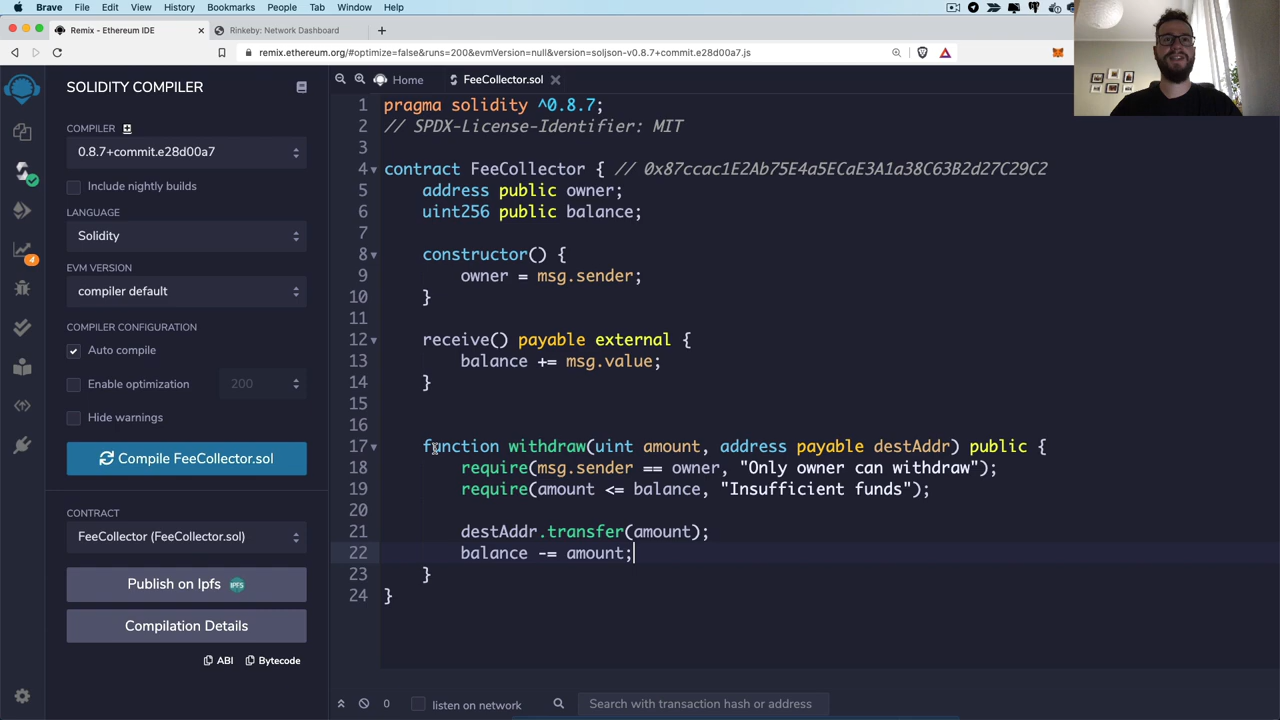 Brave File Edit View History Bookmarks People Tab Window Help
Remix - Ethereum IDE
Rinkeby: Network Dashboard
remix.ethereum.org/#optimize=false&runs=200&evmVersion=null&version=soljson-v0.8.7+commit.e28d00a7.js
SOLIDITY COMPILER
COMPILER
0.8.7+commit.e28d00a7
Include nightly builds
LANGUAGE
Solidity
EVM VERSION
compiler default
COMPILER CONFIGURATION
Auto compile
Enable optimization 200
Hide warnings
Compile FeeCollector.sol
CONTRACT
FeeCollector (FeeCollector.sol)
Publish on Ipfs IPFS
Compilation Details
ABI Bytecode
4
Home FeeCollector.sol
1 pragma solidity ^0.8.7;
2 // SPDX-License-Identifier: MIT
3
4 contract FeeCollector { // 0x87ccac1E2Ab75E4a5ECaE3A1a38C63B2d27C29C2
5 address public owner;
6 uint256 public balance;
7
8 constructor() {
9 owner = msg.sender;
10 }
11
12 receive() payable external {
13 balance += msg.value;
14 }
15
16
17 function withdraw(uint amount, address payable destAddr) public {
18 require(msg.sender == owner, "Only owner can withdraw");
19 require(amount <= balance, "Insufficient funds");
20
21 destAddr.transfer(amount);
22 balance -= amount;
23 }
24 }
0 listen on network Search with transaction hash or address